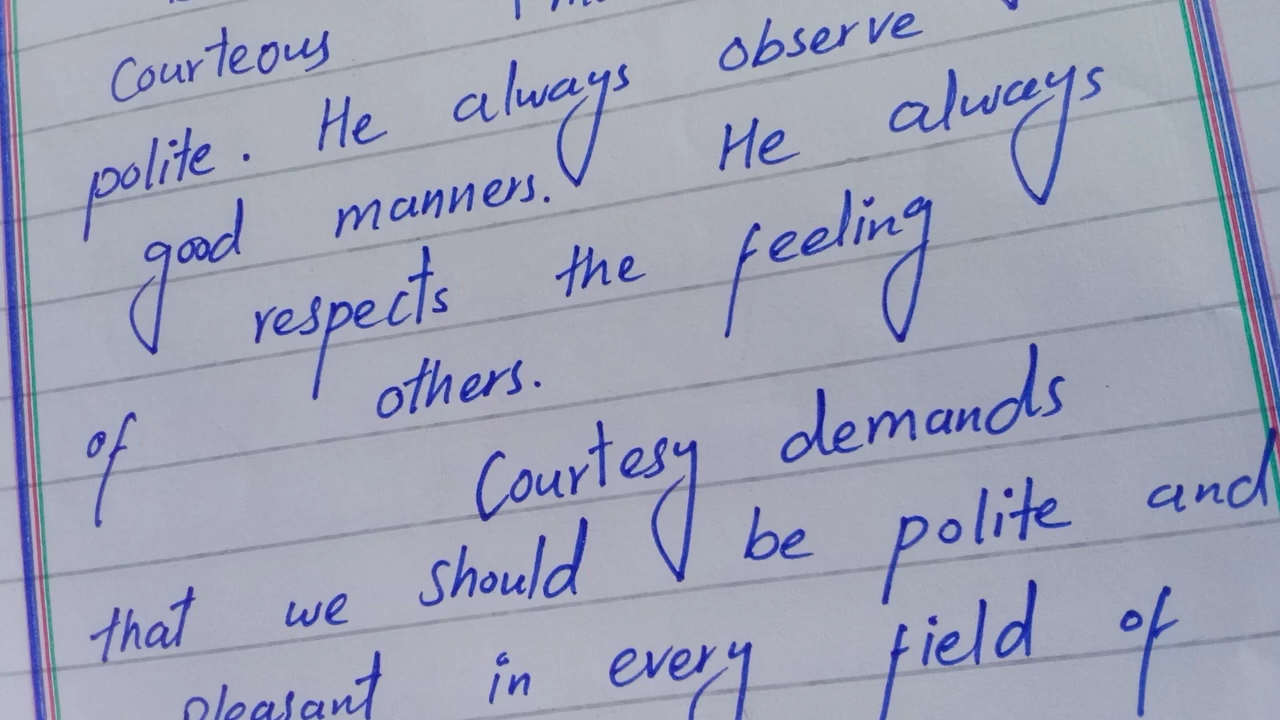 Courteous
polite. He always observe
good manners. He always
respects the feeling
of others.
Courtesy demands
that we should be polite and
pleasant in every field of